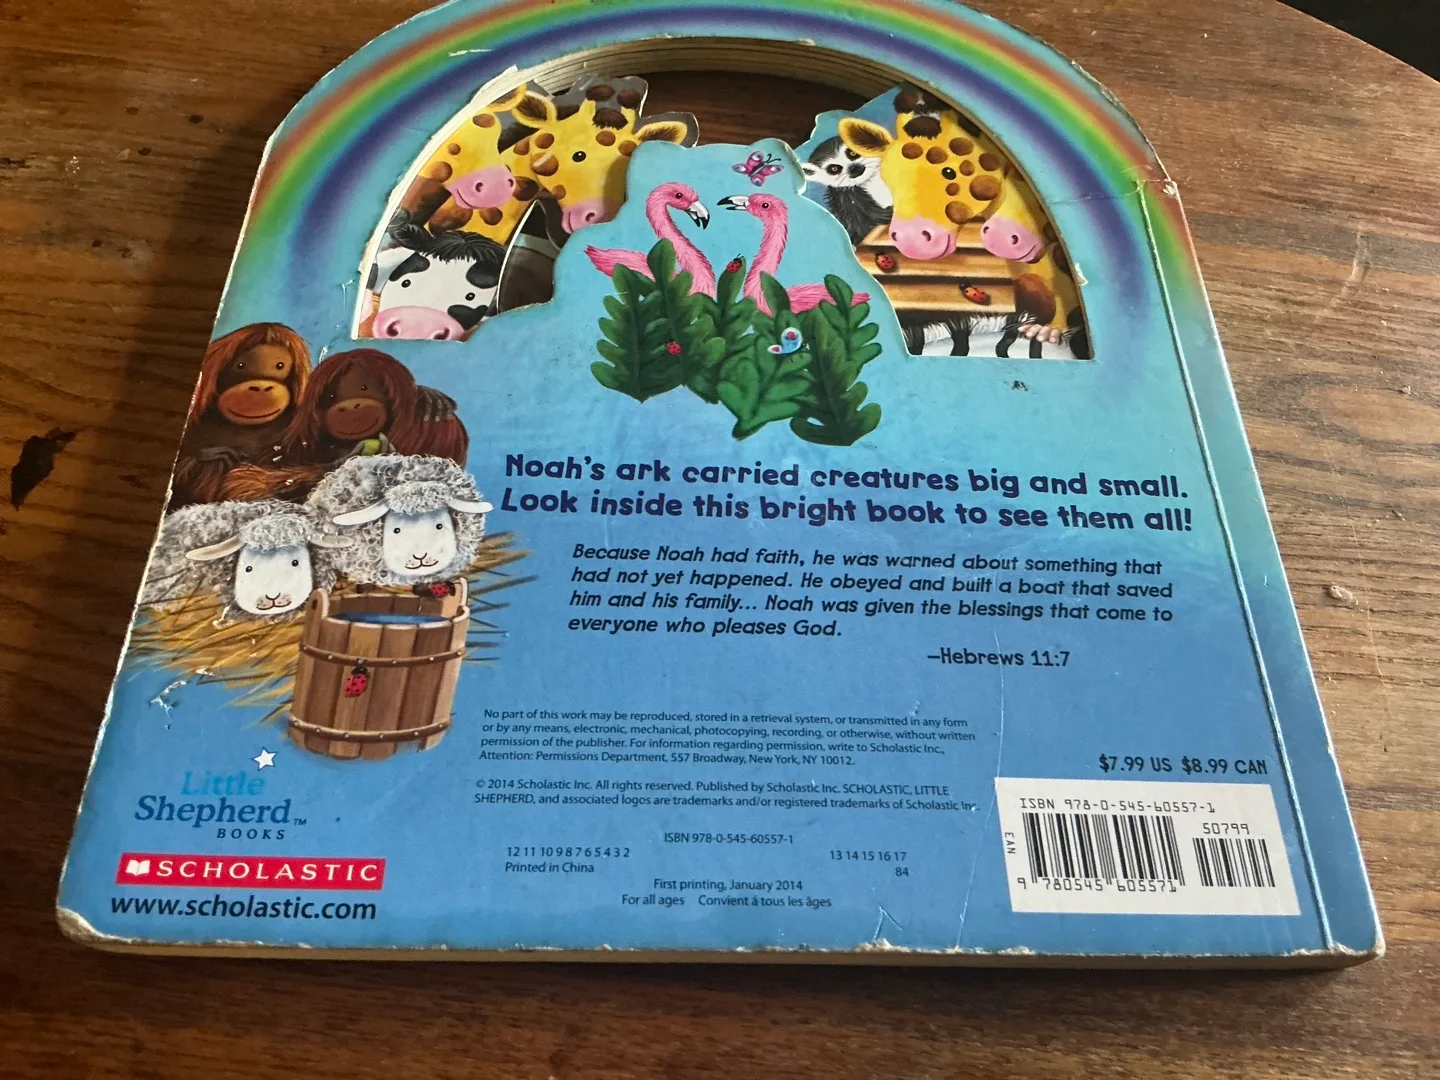 Noah's ark carried creatures big and small.
Look inside this bright book to see them all!
Because Noah had faith, he was warned about something that
had not yet happened. He obeyed and built a boat that saved
him and his family... Noah was given the blessings that come to
everyone who pleases God.
—Hebrews 11:7
No part of this work may be reproduced, stored in a retrieval system, or transmitted in any form
or by any means, electronic, mechanical, photocopying, recording, or otherwise, without written
permission of the publisher. For information regarding permission, write to Scholastic Inc.,
Attention: Permissions Department, 557 Broadway, New York, NY 10012.
© 2014 Scholastic Inc. All rights reserved. Published by Scholastic Inc. SCHOLASTIC, LITTLE
SHEPHERD, and associated logos are trademarks and/or registered trademarks of Scholastic Inc.
ISBN 978-0-545-60557-1
12 11 10 9 8 7 6 5 4 3 2
13 14 15 16 17
Printed in China
84
First printing, January 2014
For all ages Convient á tous les âges
Little
Shepherd™
BOOKS
SCHOLASTIC
www.scholastic.com
$7.99 US $8.99 CAN
ISBN 978-0-545-60557-1
50799
EAN
9 780545 605571